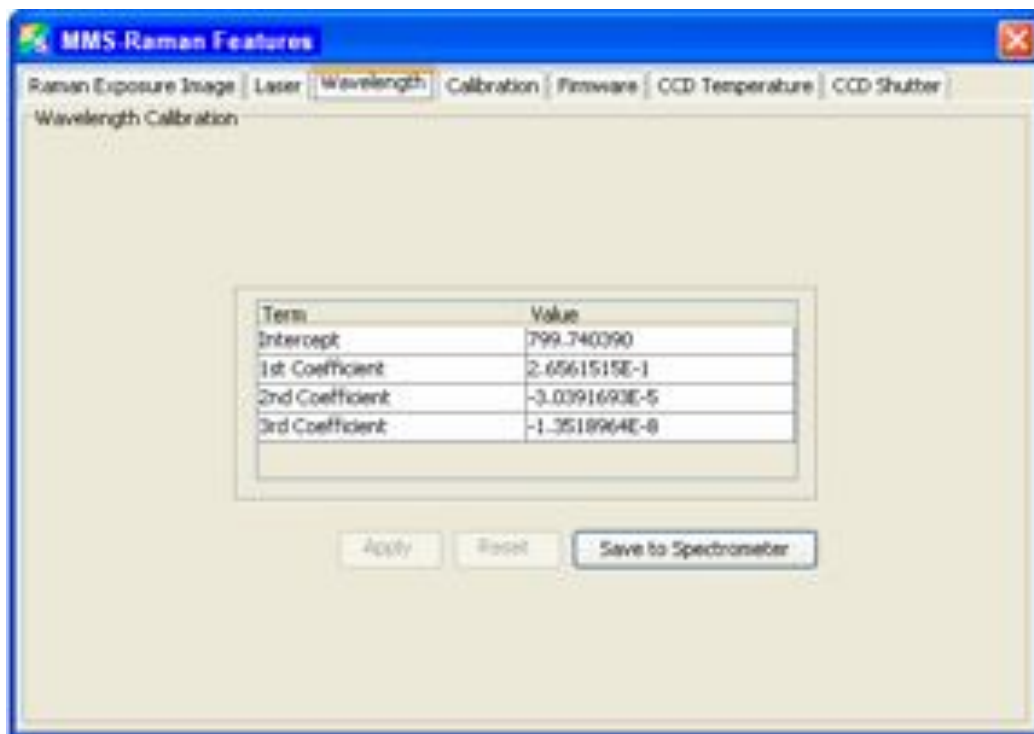 MMS-Raman Features
Raman Exposure Image Laser Wavelength Calibration Firmware CCD Temperature CCD Shutter
Wavelength Calibration
Term Value
Intercept 799.740390
1st Coefficient 2.6561515E-1
2nd Coefficient -3.0391693E-5
3rd Coefficient -1.3518964E-8
Apply Reset Save to Spectrometer